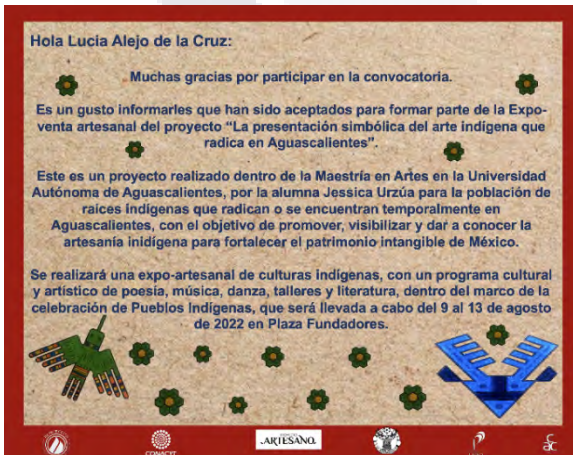 Hola Lucia Alejo de la Cruz:
Muchas gracias por participar en la convocatoria.
Es un gusto informarles que han sido aceptados para formar parte de la Expo-
venta artesanal del proyecto “La presentación simbólica del arte indígena que
radica en Aguascalientes”.
Este es un proyecto realizado dentro de la Maestría en Artes en la Universidad
Autónoma de Aguascalientes, por la alumna Jessica Urzúa para la población de
raíces indígenas que radican o se encuentran temporalmente en
Aguascalientes, con el objetivo de promover, visibilizar y dar a conocer la
artesanía inidígena para fortalecer el patrimonio intangible de México.
Se realizará una expo-artesanal de culturas indígenas, con un programa cultural
y artístico de poesía, música, danza, talleres y literatura, dentro del marco de la
celebración de Pueblos Indígenas, que será llevada a cabo del 9 al 13 de agosto
de 2022 en Plaza Fundadores.
CONACYT
ARTESANO.